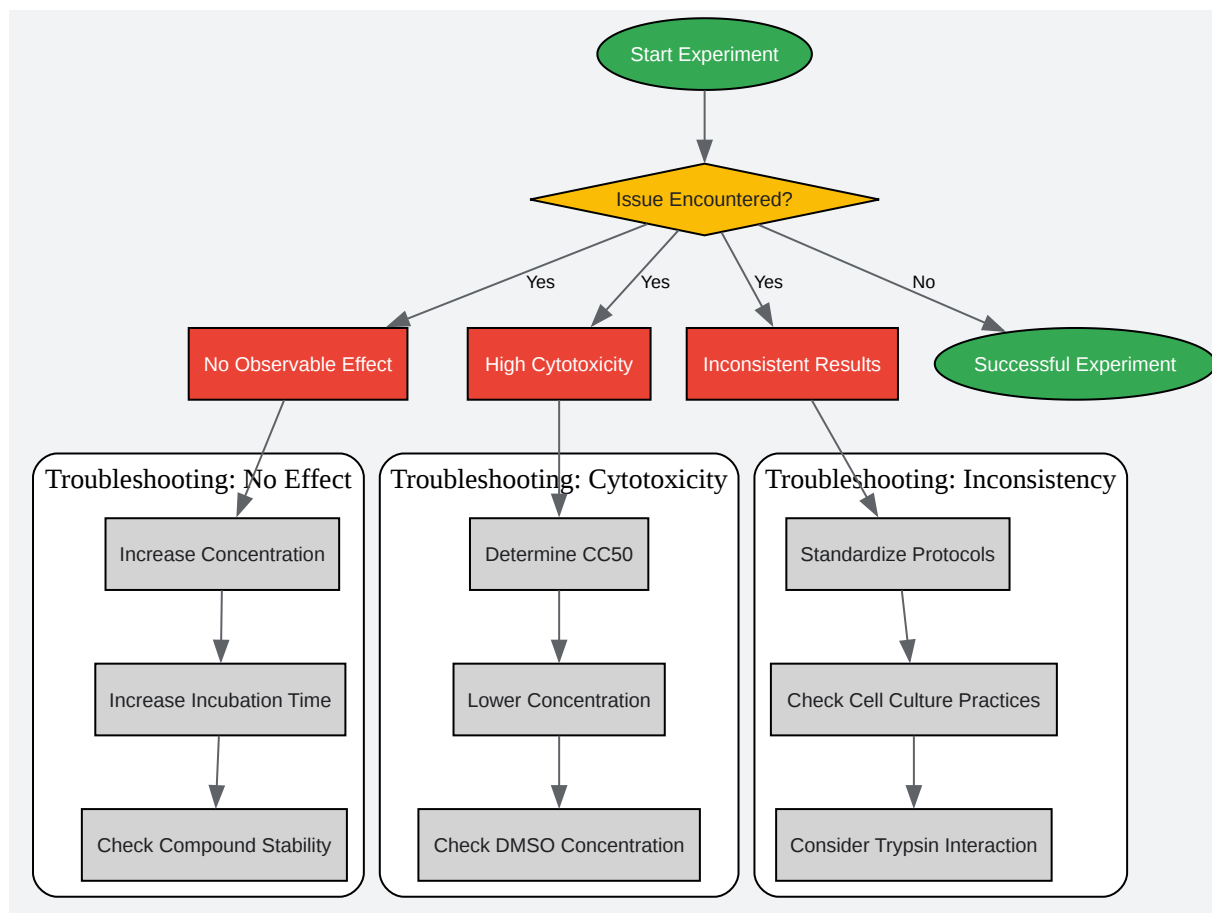 Start Experiment
Issue Encountered?
Yes
Yes
Yes
No
No Observable Effect
High Cytotoxicity
Inconsistent Results
Successful Experiment
Troubleshooting: No Effect
Troubleshooting: Cytotoxicity
Troubleshooting: Inconsistency
Increase Concentration
Determine CC50
Standardize Protocols
Increase Incubation Time
Lower Concentration
Check Cell Culture Practices
Check Compound Stability
Check DMSO Concentration
Consider Trypsin Interaction